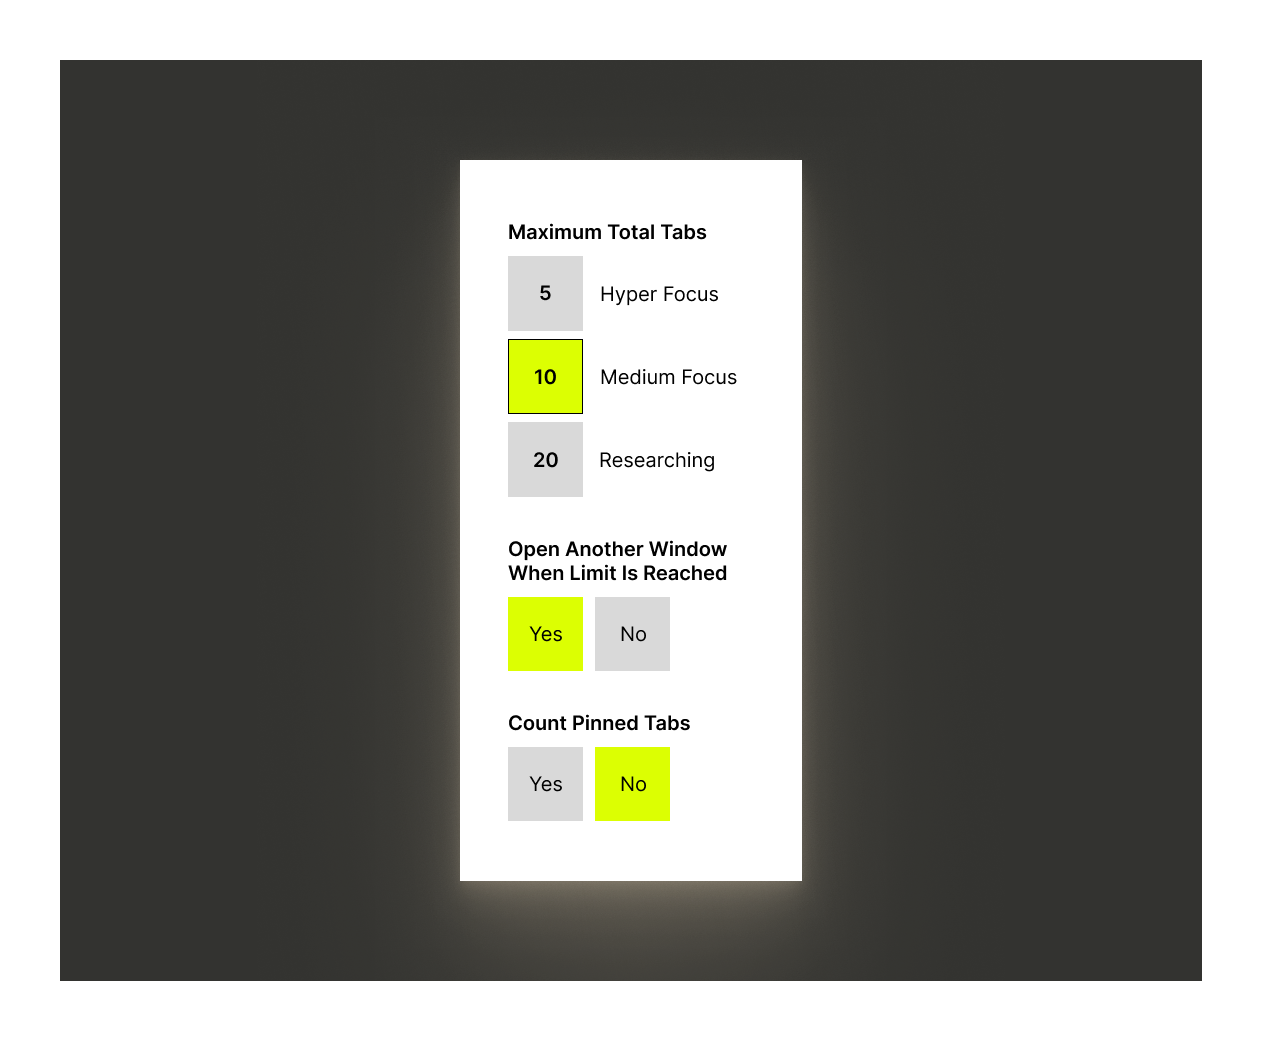 Maximum Total Tabs
5 Hyper Focus
10 Medium Focus
20 Researching
Open Another Window
When Limit Is Reached
Yes No
Count Pinned Tabs
Yes No